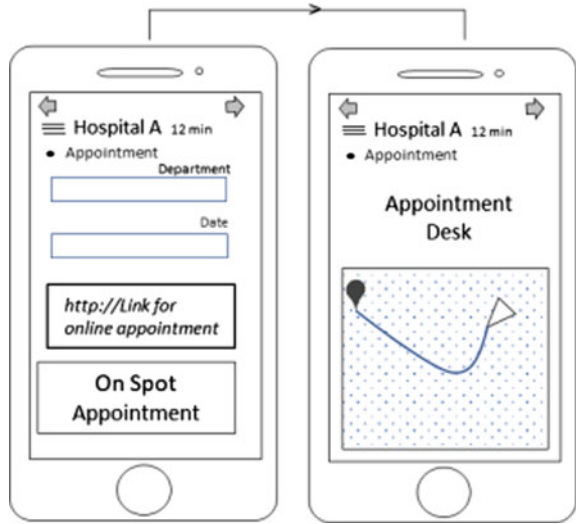 Hospital A 12 min
Appointment
Department
Date
http://Link for
online appointment
On Spot
Appointment
Hospital A 12 min
Appointment
Appointment
Desk